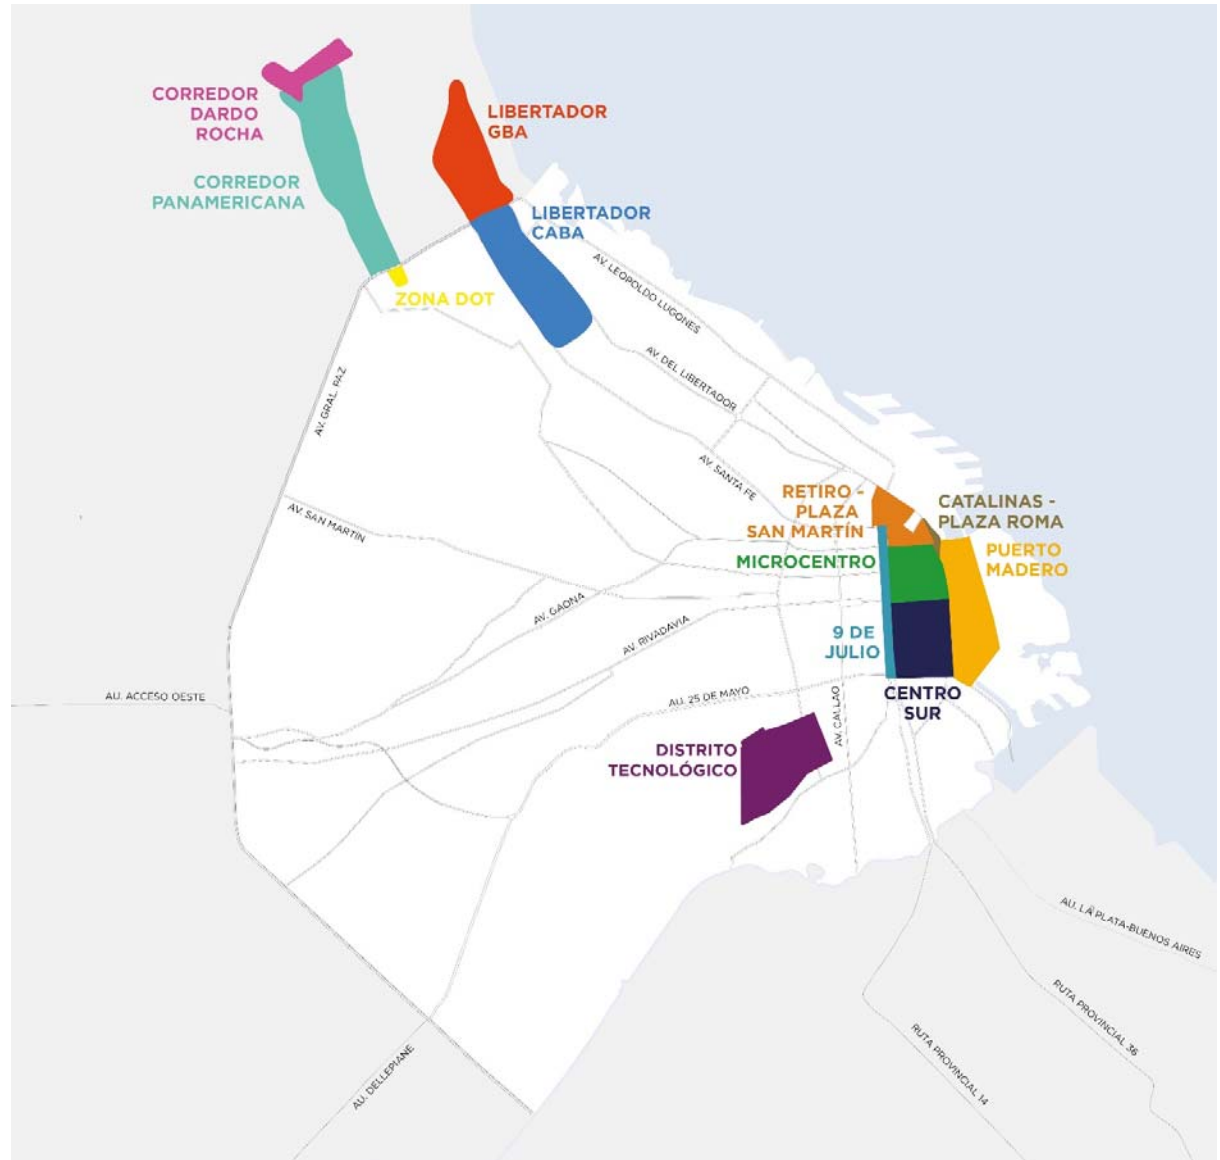 CORREDOR
DARDO
ROCHA
LIBERTADOR
GBA
CORREDOR
PANAMERICANA
LIBERTADOR
CABA
ZONA DOT
AV. LEOPOLDO LUGONES
AV. DEL LIBERTADOR
AV. GRAL. PAZ
AV. SANTA FE
RETIRO -
PLAZA
SAN MARTÍN
CATALINAS -
PLAZA ROMA
AV. SAN MARTÍN
MICROCENTRO
PUERTO
MADERO
AV. GAONA
AV. RIVADAVIA
9 DE
JULIO
AU. ACCESO OESTE
AU. 25 DE MAYO
AV. CALLAO
CENTRO
SUR
DISTRITO
TECNOLÓGICO
AU. LA PLATA-BUENOS AIRES
RUTA PROVINCIAL 36
RUTA PROVINCIAL 14
AU. DELLEPIANE